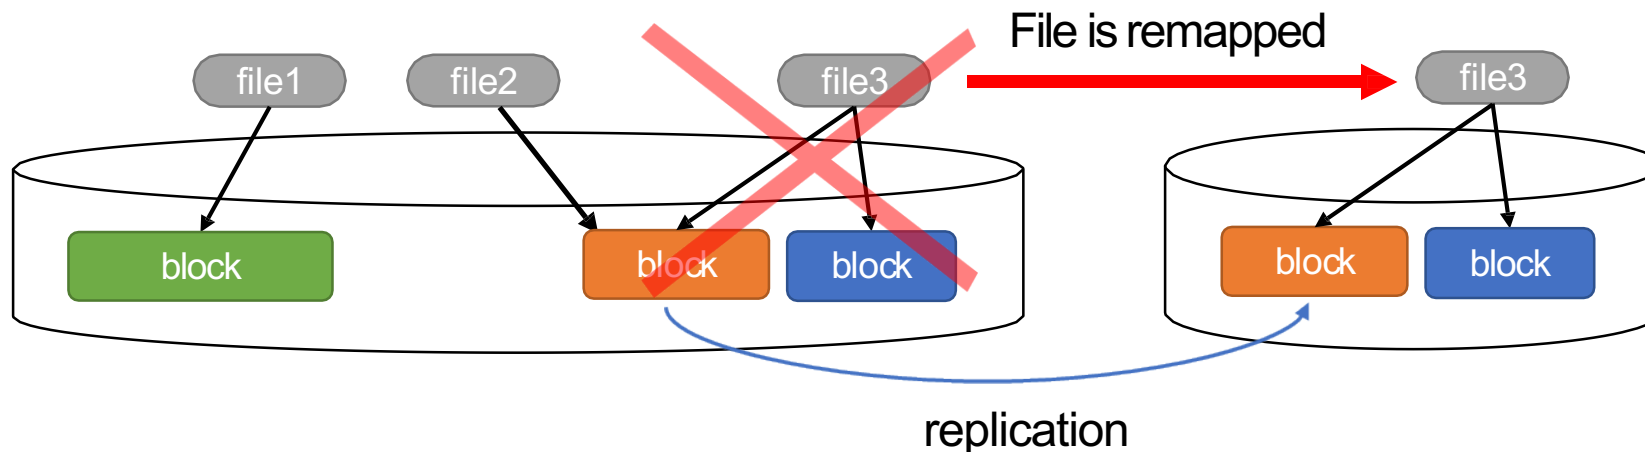 File is remapped
file1
file2
file3
file3
block
block
block
block
block
replication